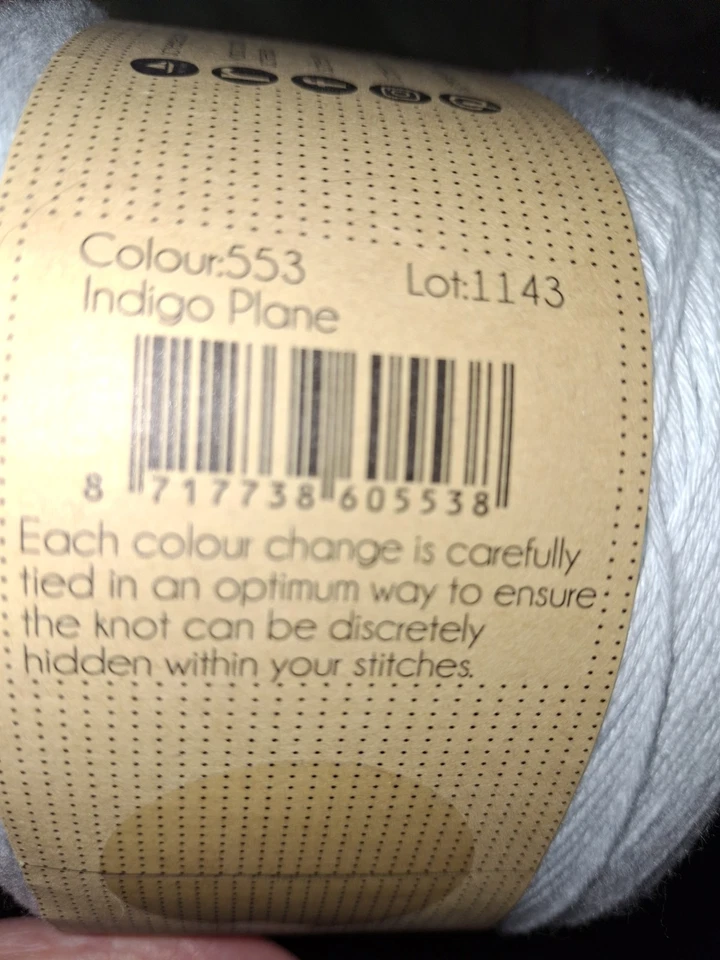 Colour:553
Indigo Plane
Lot:1143
8 717738 605538
Each colour change is carefully
tied in an optimum way to ensure
the knot can be discretely
hidden within your stitches.